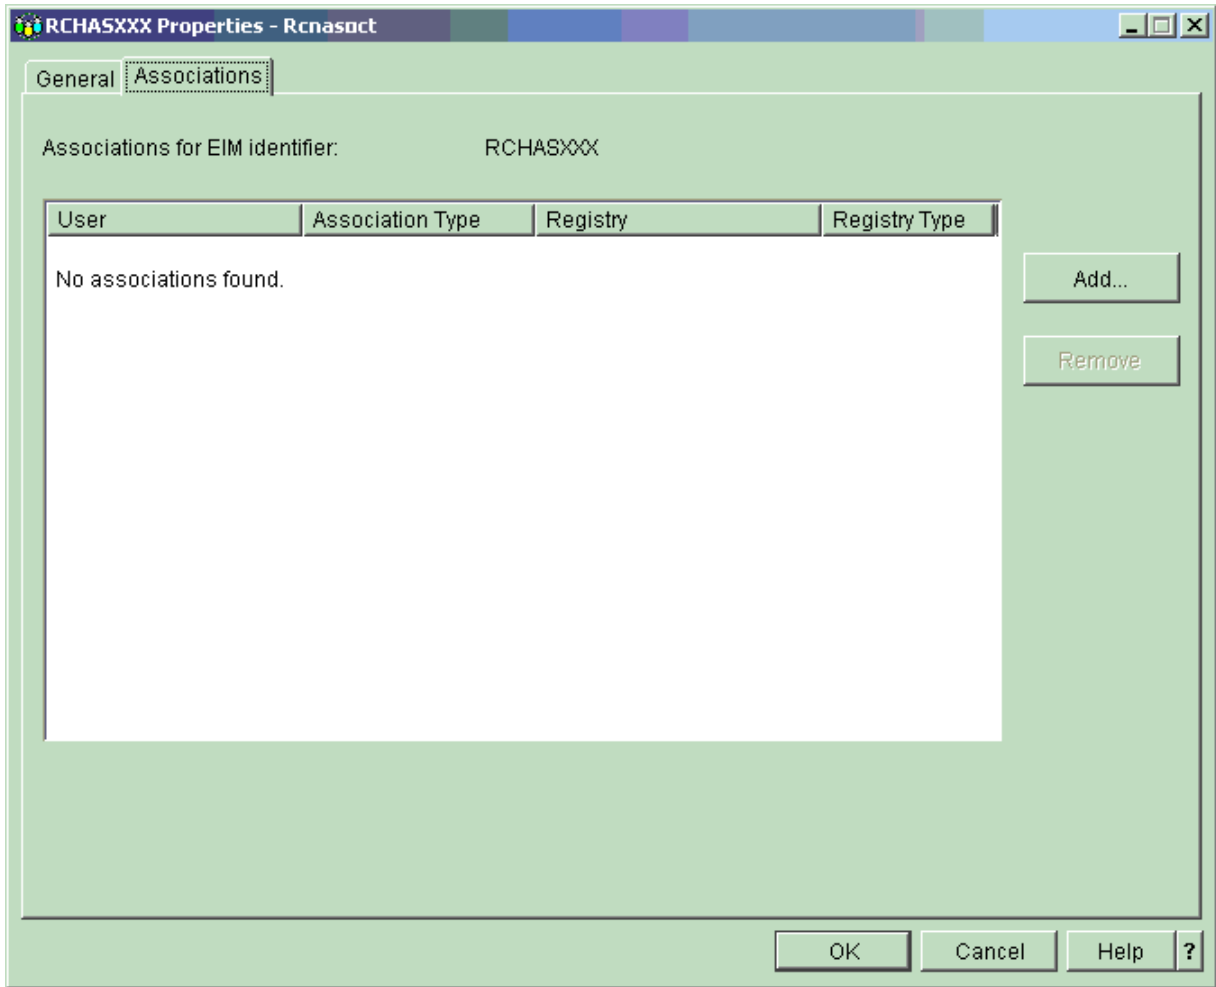 RCHASXXX Properties - Rcnasoct
General Associations
Associations for EIM identifier: RCHASXXX
User Association Type Registry Registry Type
No associations found.
Add...
Remove
OK Cancel Help ?